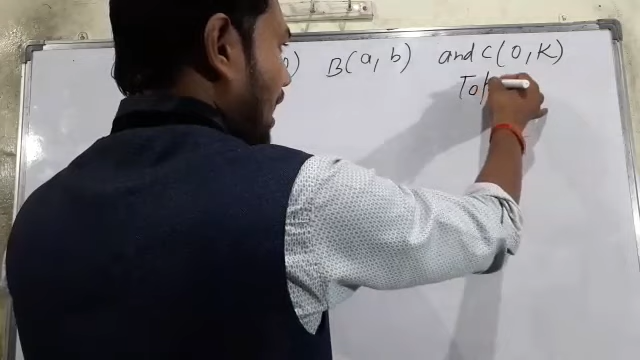 ) B(a, b) and C(0, K)
To